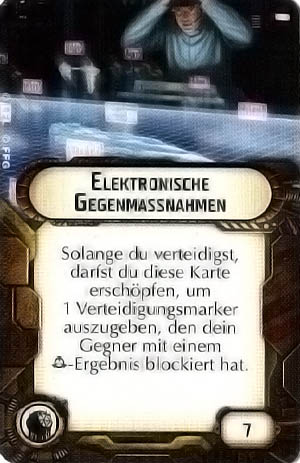 FFG
ELEKTRONISCHE
GEGENMASSNAHMEN
Solange du verteidigst,
darfst du diese Karte
erschöpfen, um
1 Verteidigungsmarker
auszugeben, den dein
Gegner mit einem
-Ergebnis blockiert hat.
7